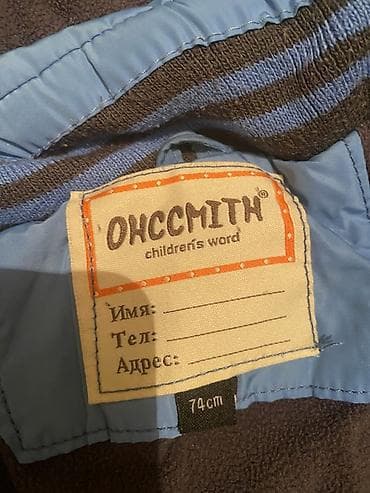 OHCCMITH®
children's word
Имя:
Тел:
Адрес:
74cm